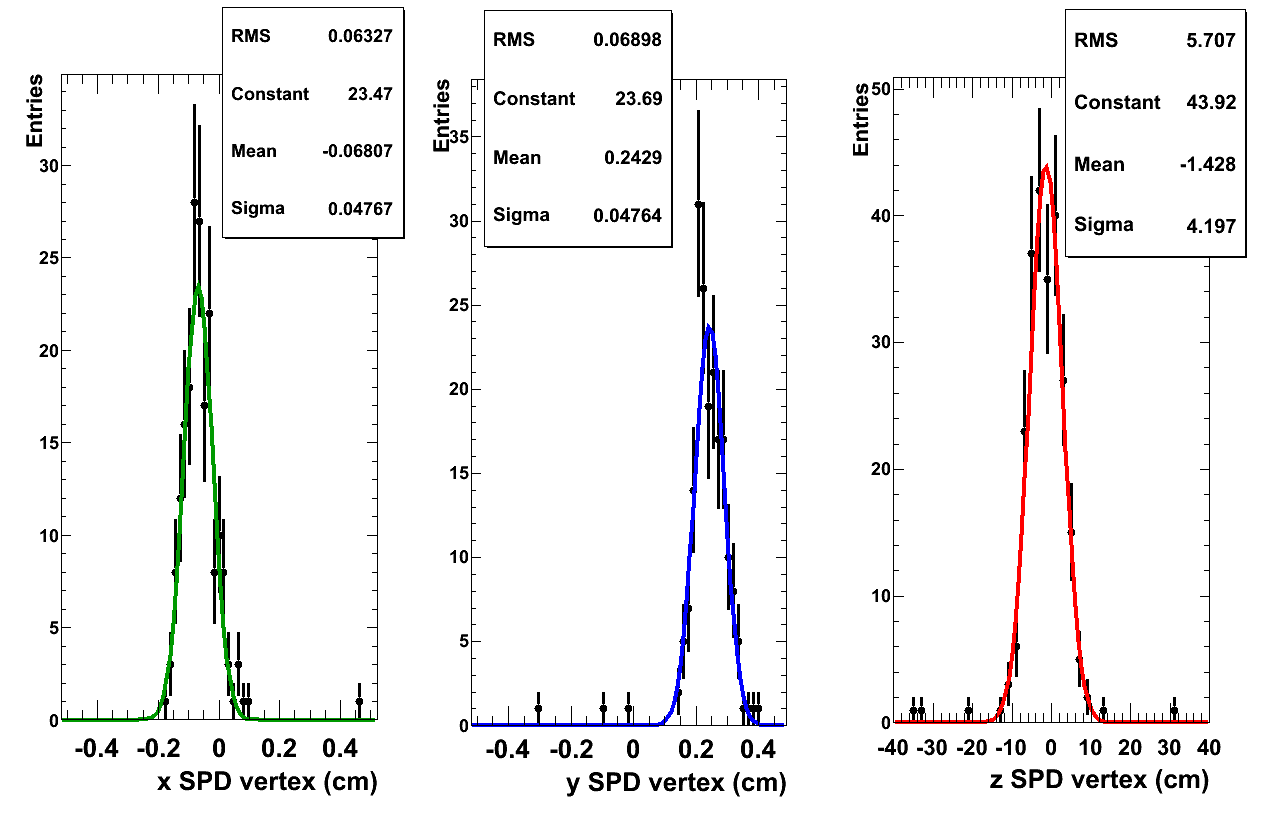 RMS 0.06327
Constant 23.47
Mean -0.06807
Sigma 0.04767
Entries
30
25
20
15
10
5
0
-0.4 -0.2 0 0.2 0.4
x SPD vertex (cm)
RMS 0.06898
Constant 23.69
Mean 0.2429
Sigma 0.04764
Entries
35
30
25
20
15
10
5
0
-0.4 -0.2 0 0.2 0.4
y SPD vertex (cm)
RMS 5.707
Constant 43.92
Mean -1.428
Sigma 4.197
Entries
50
40
30
20
10
0
-40 -30 -20 -10 0 10 20 30 40
z SPD vertex (cm)